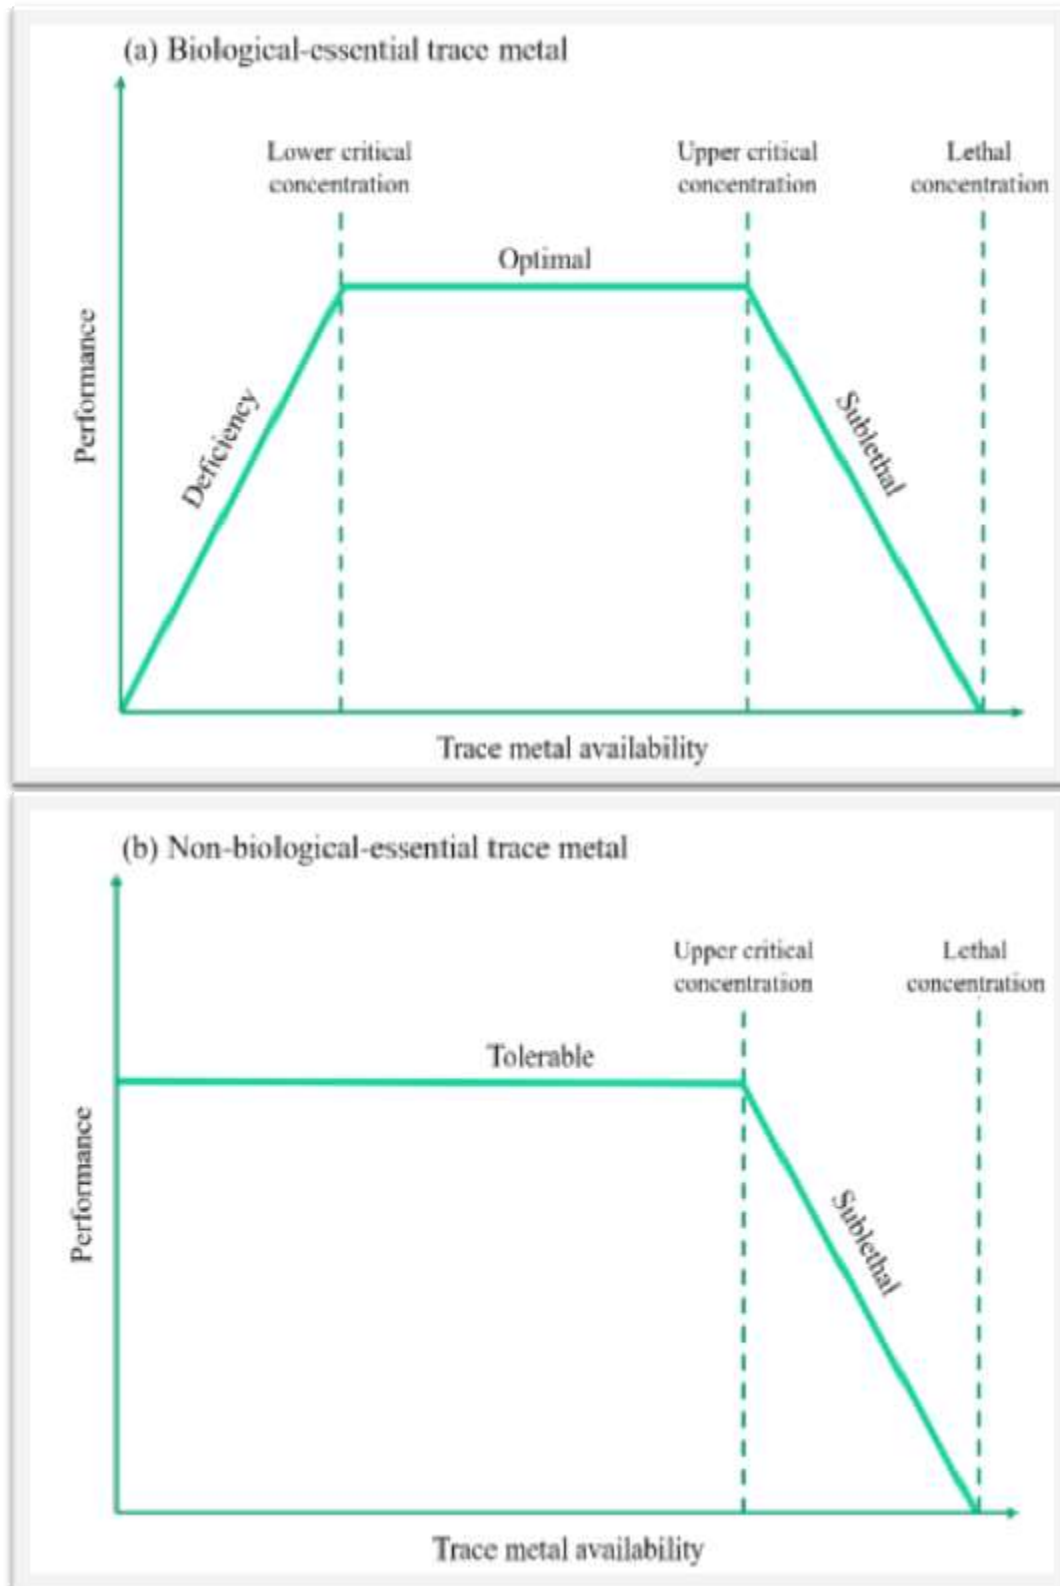 (a) Biological-essential trace metal
Lower critical
concentration
Upper critical
concentration
Lethal
concentration
Optimal
Performance
Deficiency
Sublethal
Trace metal availability
(b) Non-biological-essential trace metal
Upper critical
concentration
Lethal
concentration
Tolerable
Performance
Sublethal
Trace metal availability